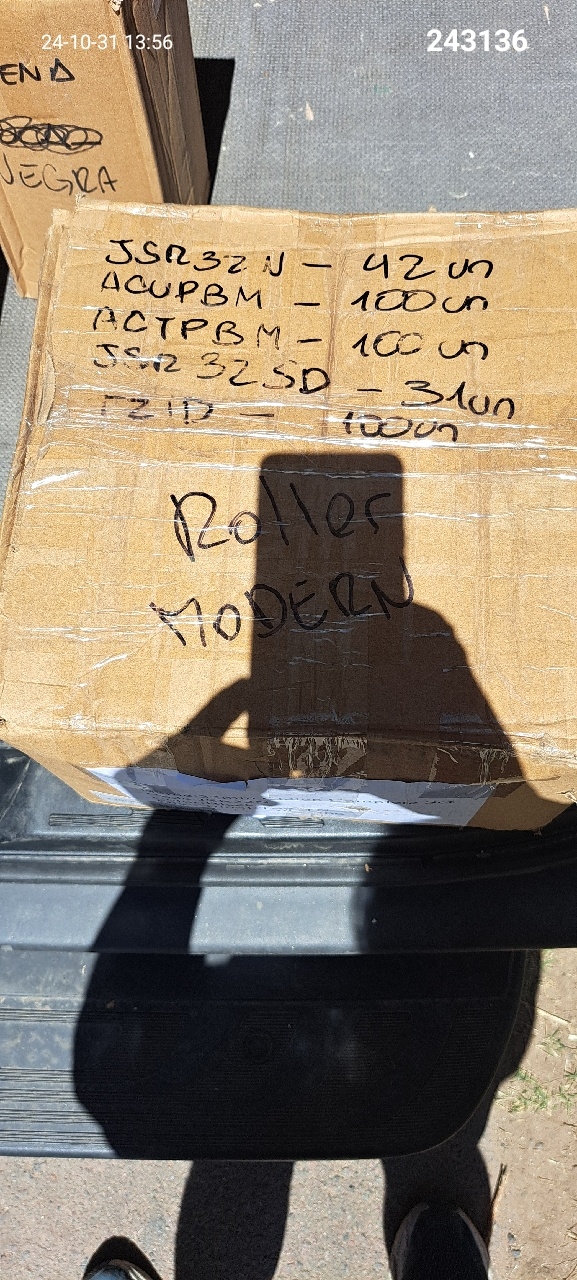 24-10-31 13:56
243136
NEGRA
JSR32N - 42 un
ACUPBM - 100 un
ACTPBM - 100 un
JSR32SD - 31 un
100 un
Roller
MODERN